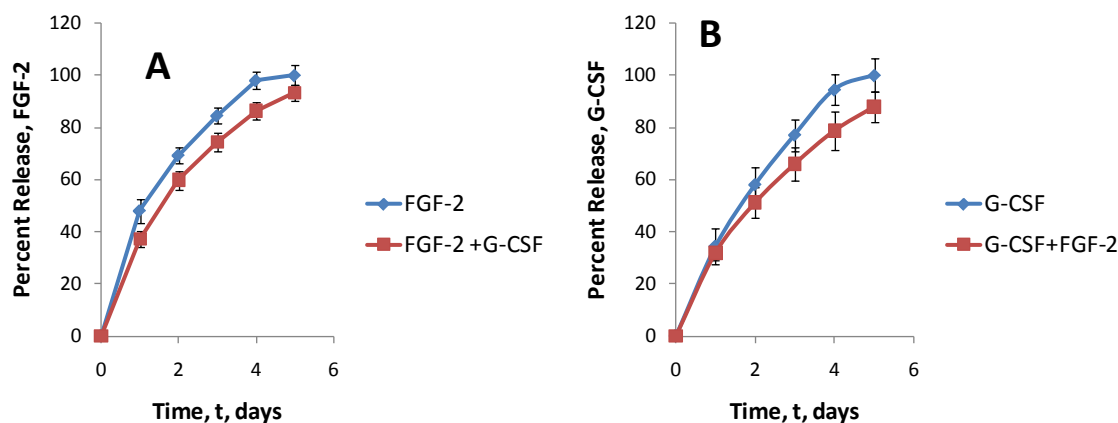 A
Percent Release, FGF-2
120
100
80
60
40
20
0
0 2 4 6
Time, t, days
FGF-2
FGF-2 +G-CSF
B
Percent Release, G-CSF
120
100
80
60
40
20
0
0 2 4 6
Time, t, days
G-CSF
G-CSF+FGF-2